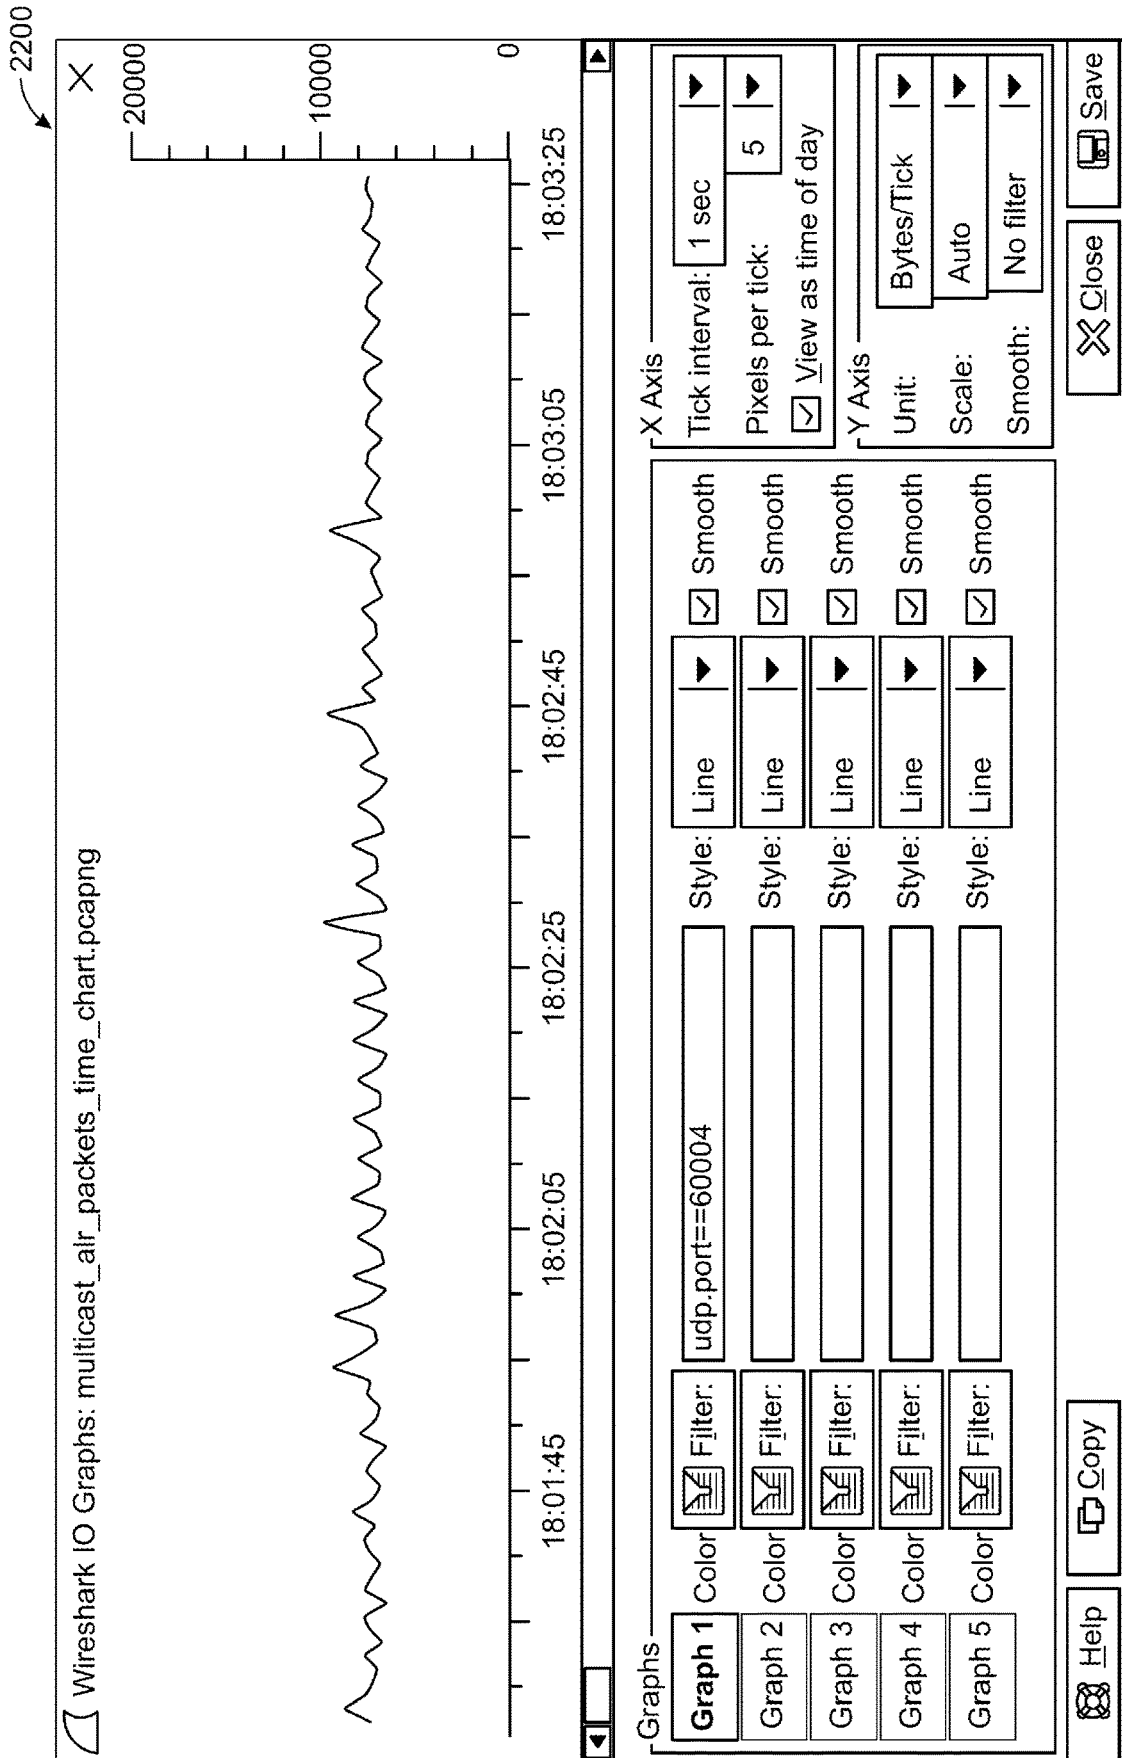 2200
Wireshark IO Graphs: multicast_air_packets_time_chart.pcapng
20000
10000
0
18:01:45 18:02:05 18:02:25 18:02:45 18:03:05 18:03:25
Graphs
Graph 1 Color Filter: udp.port==60004 Style: Line Smooth
Graph 2 Color Filter: Style: Line Smooth
Graph 3 Color Filter: Style: Line Smooth
Graph 4 Color Filter: Style: Line Smooth
Graph 5 Color Filter: Style: Line Smooth
X Axis
Tick interval: 1 sec
Pixels per tick: 5
View as time of day
Y Axis
Unit: Bytes/Tick
Scale: Auto
Smooth: No filter
Help Copy Close Save